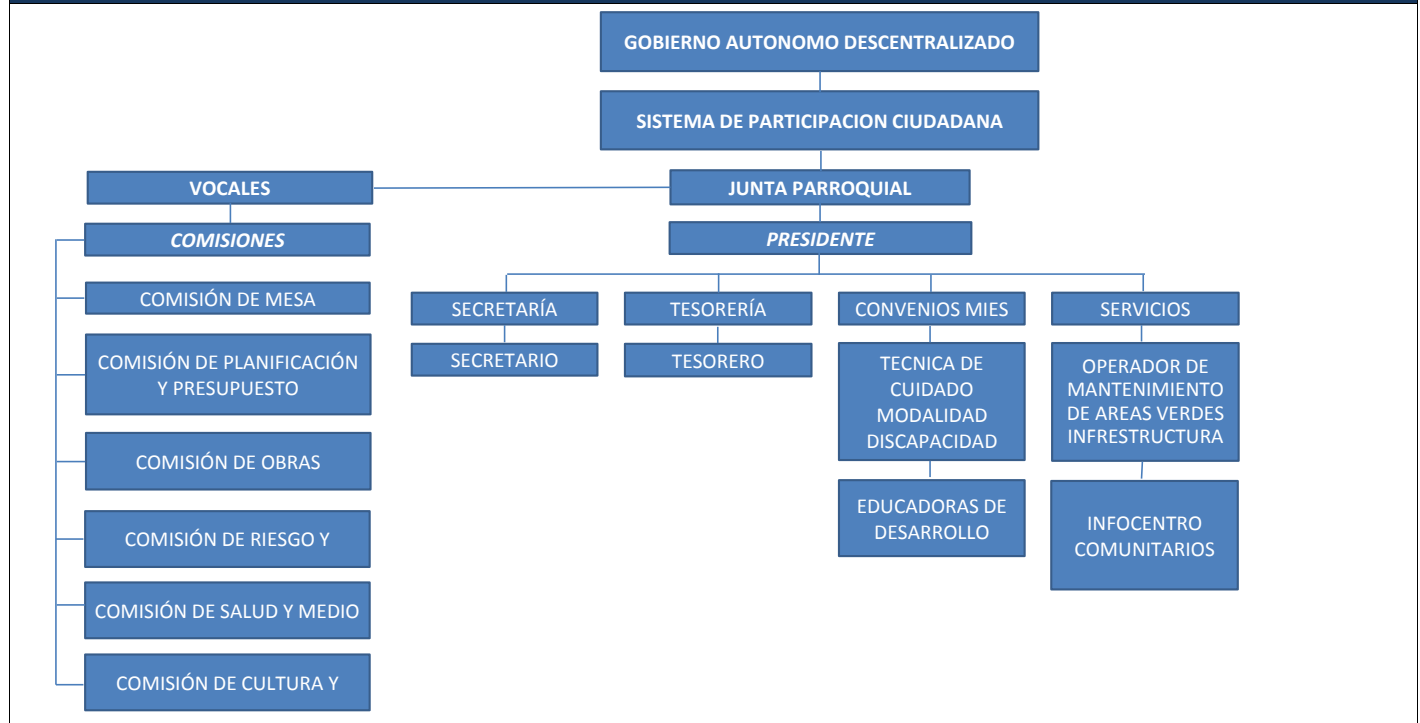 GOBIERNO AUTONOMO DESCENTRALIZADO
SISTEMA DE PARTICIPACION CIUDADANA
VOCALES
JUNTA PARROQUIAL
COMISIONES
PRESIDENTE
COMISIÓN DE MESA
COMISIÓN DE PLANIFICACIÓN
Y PRESUPUESTO
COMISIÓN DE OBRAS
COMISIÓN DE RIESGO Y
COMISIÓN DE SALUD Y MEDIO
COMISIÓN DE CULTURA Y
SECRETARÍA
SECRETARIO
TESORERÍA
TESORERO
CONVENIOS MIES
TECNICA DE
CUIDADO
MODALIDAD
DISCAPACIDAD
EDUCADORAS DE
DESARROLLO
SERVICIOS
OPERADOR DE
MANTENIMIENTO
DE AREAS VERDES
INFRESTRUCTURA
INFOCENTRO
COMUNITARIOS